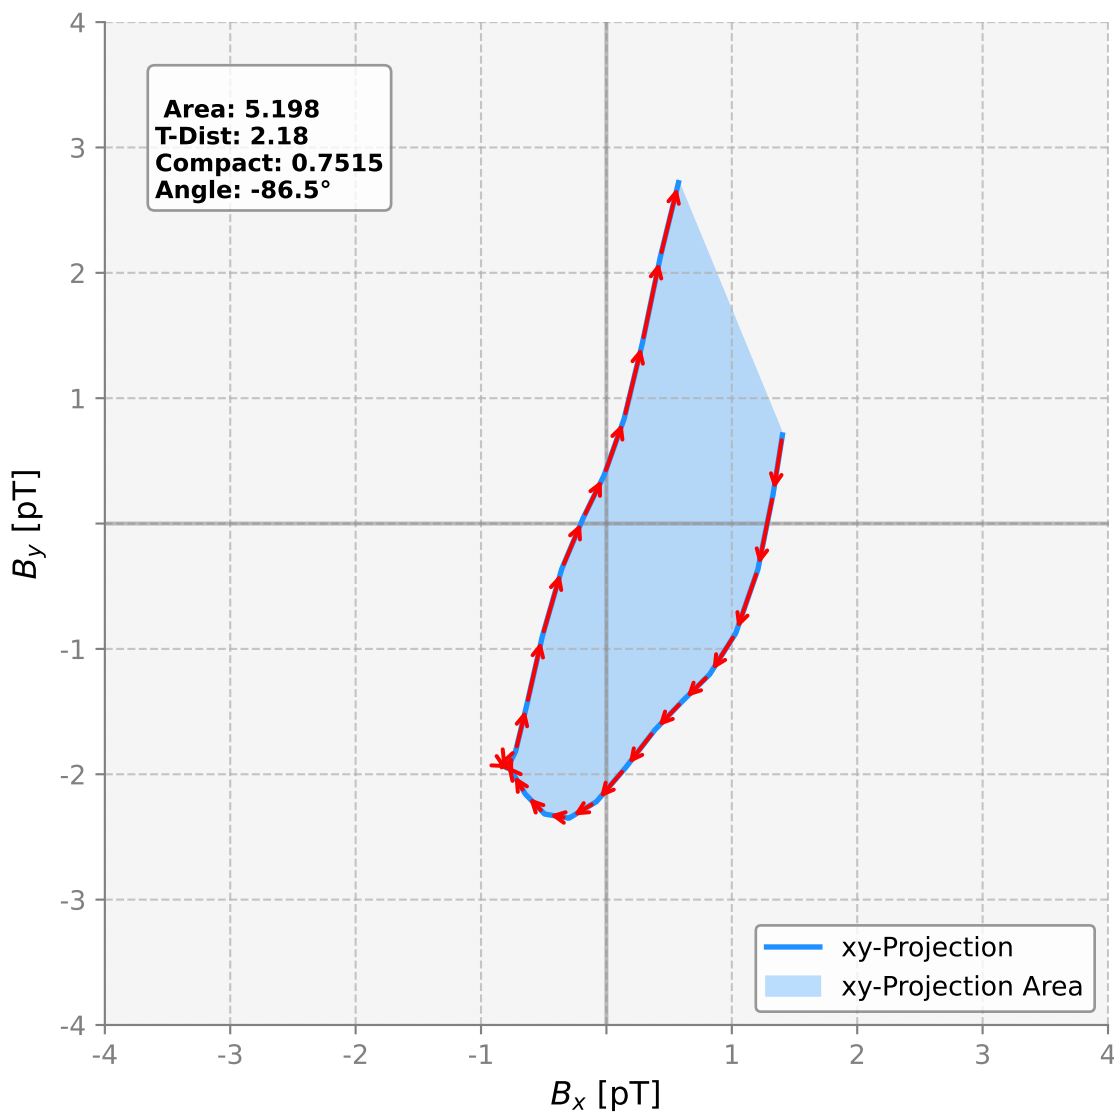 4
3
2
1
-1
-2
-3
-4
-4
-3
-2
-1
1
2
3
4
B_y [pT]
B_x [pT]
Area: 5.198
T-Dist: 2.18
Compact: 0.7515
Angle: -86.5°
xy-Projection
xy-Projection Area